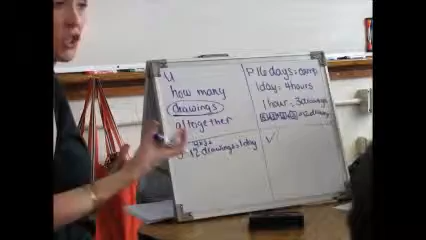 U
how many
drawings
altogether
P 16 days = camp
1 day = 4 hours
1 hour = 3 drawings
4x3=
12 drawings = 1 day
✓